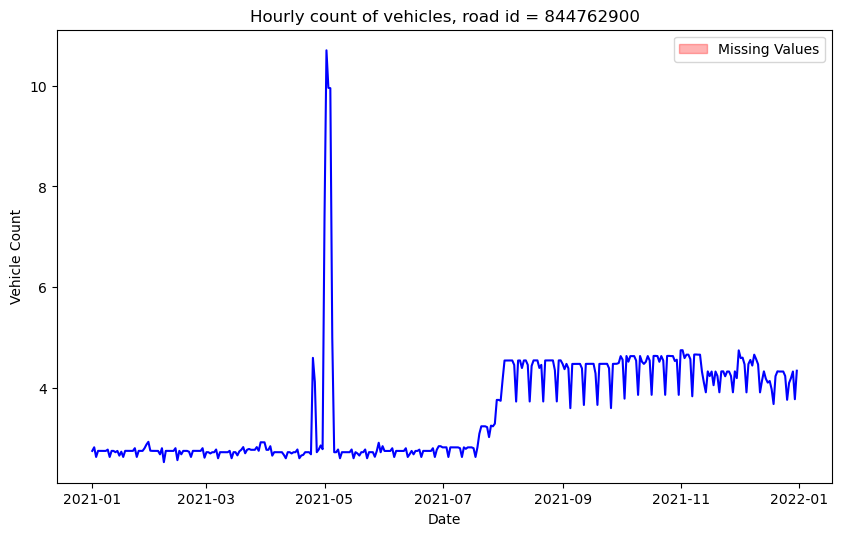 Hourly count of vehicles, road id = 844762900
Missing Values
10
8
6
4
Vehicle Count
2021-01 2021-03 2021-05 2021-07 2021-09 2021-11 2022-01
Date